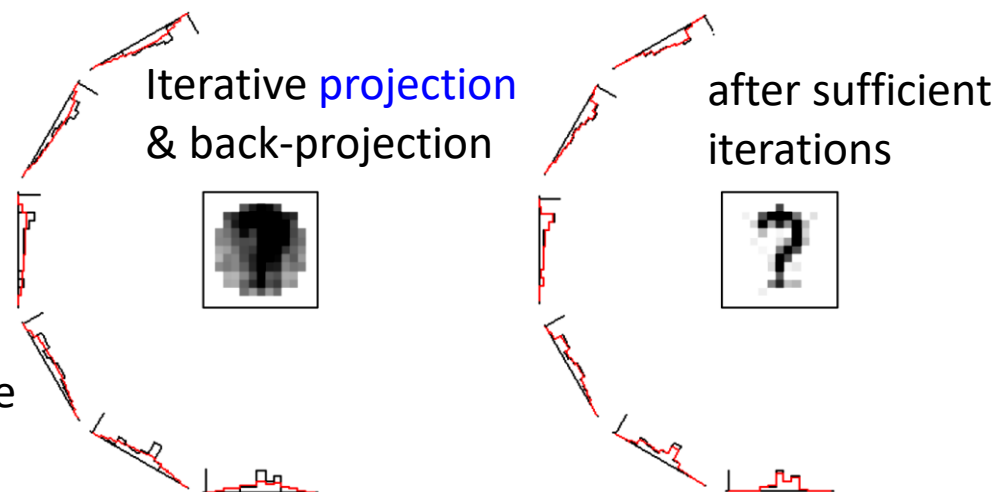 Iterative projection
& back-projection
after sufficient
iterations
?
?
e